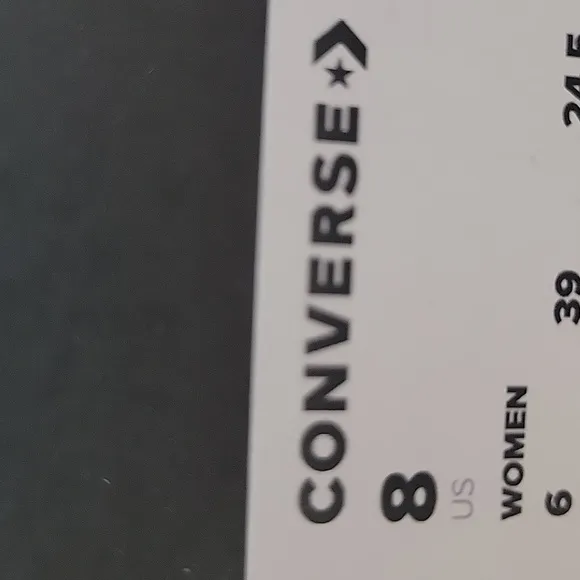 CONVERSE
8
US
WOMEN
6 39 24.5